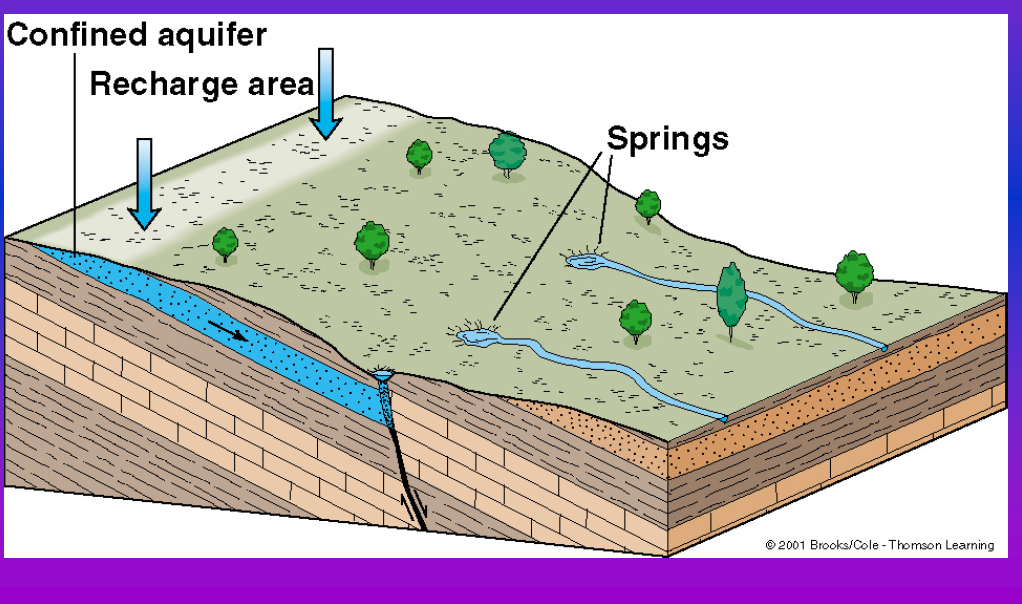 Confined aquifer
Recharge area
Springs
© 2001 Brooks/Cole - Thomson Learning